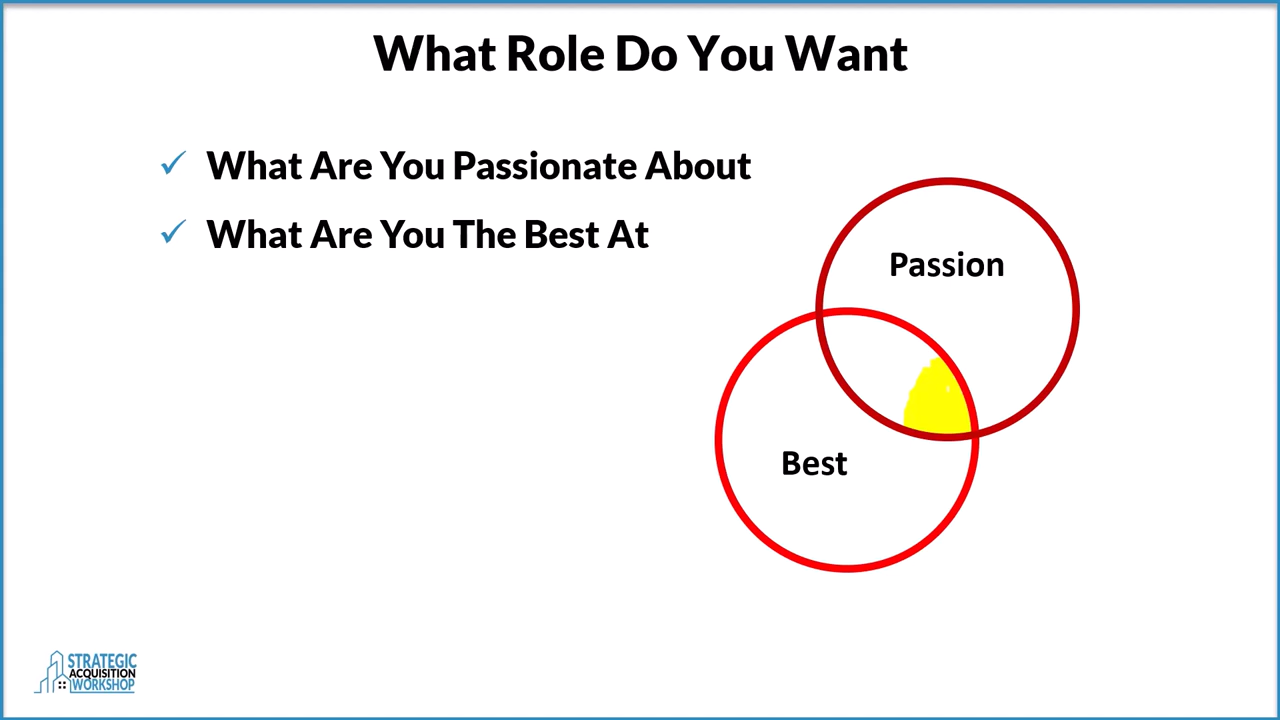 What Role Do You Want
What Are You Passionate About
What Are You The Best At
Passion
Best
STRATEGIC
ACQUISITION
WORKSHOP